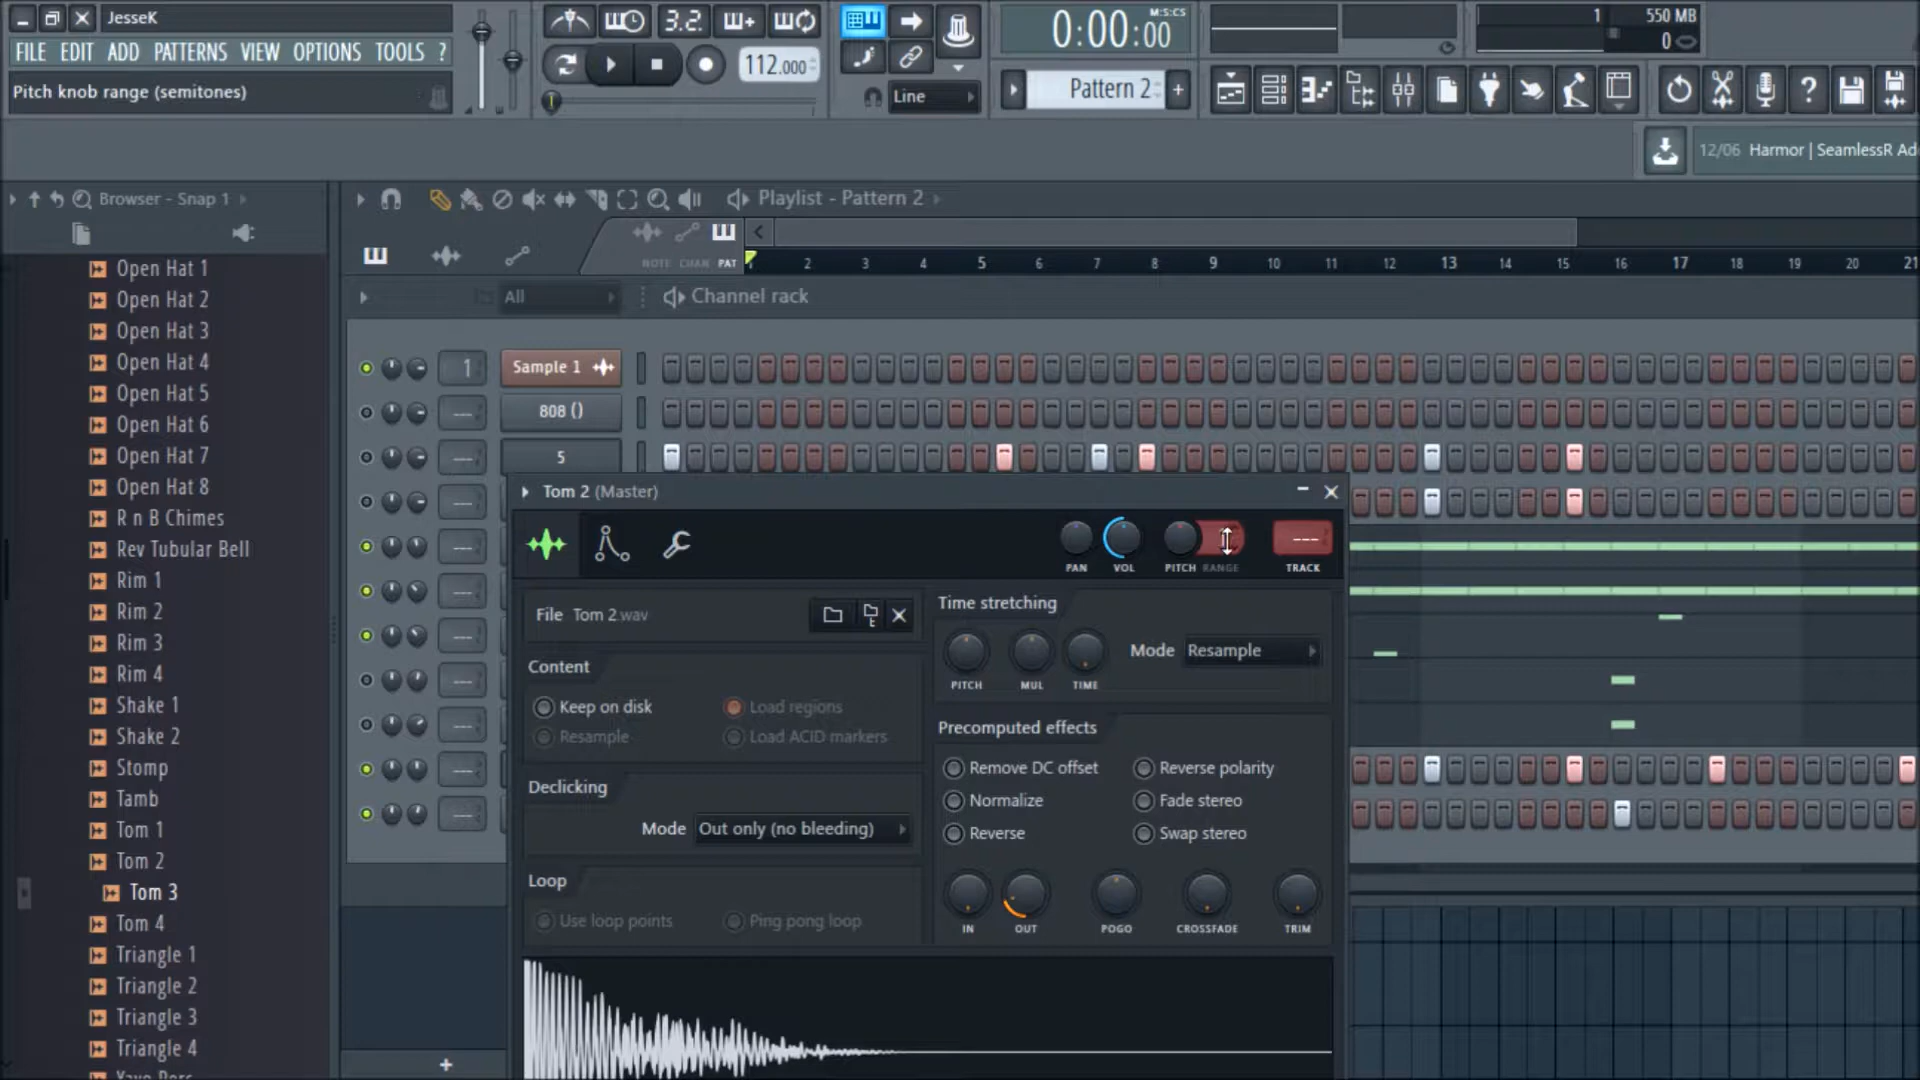 JesseK
FILE EDIT ADD PATTERNS VIEW OPTIONS TOOLS ?
Pitch knob range (semitones)
3.2.
112.000
Line
0:00:00
M:S:CS
Pattern 2
+
1
550 MB
0
?
12/06 Harmor | SeamlessR Ad
Browser - Snap 1
Playlist - Pattern 2
NOTE CHAN PAT
1 2 3 4 5 6 7 8 9 10 11 12 13 14 15 16 17 18 19 20 21
All
Channel rack
Open Hat 1
Open Hat 2
Open Hat 3
Open Hat 4
Open Hat 5
Open Hat 6
Open Hat 7
Open Hat 8
R n B Chimes
Rev Tubular Bell
Rim 1
Rim 2
Rim 3
Rim 4
Shake 1
Shake 2
Stomp
Tamb
Tom 1
Tom 2
Tom 3
Tom 4
Triangle 1
Triangle 2
Triangle 3
Triangle 4
1 Sample 1
--- 808 ()
--- 5
Tom 2 (Master)
PAN VOL PITCH RANGE TRACK
---
File Tom 2.wav
Content
Keep on disk
Load regions
Resample
Load ACID markers
Declicking
Mode Out only (no bleeding)
Loop
Use loop points
Ping pong loop
Time stretching
PITCH MUL TIME
Mode Resample
Precomputed effects
Remove DC offset
Reverse polarity
Normalize
Fade stereo
Reverse
Swap stereo
IN OUT POGO CROSSFADE TRIM
+